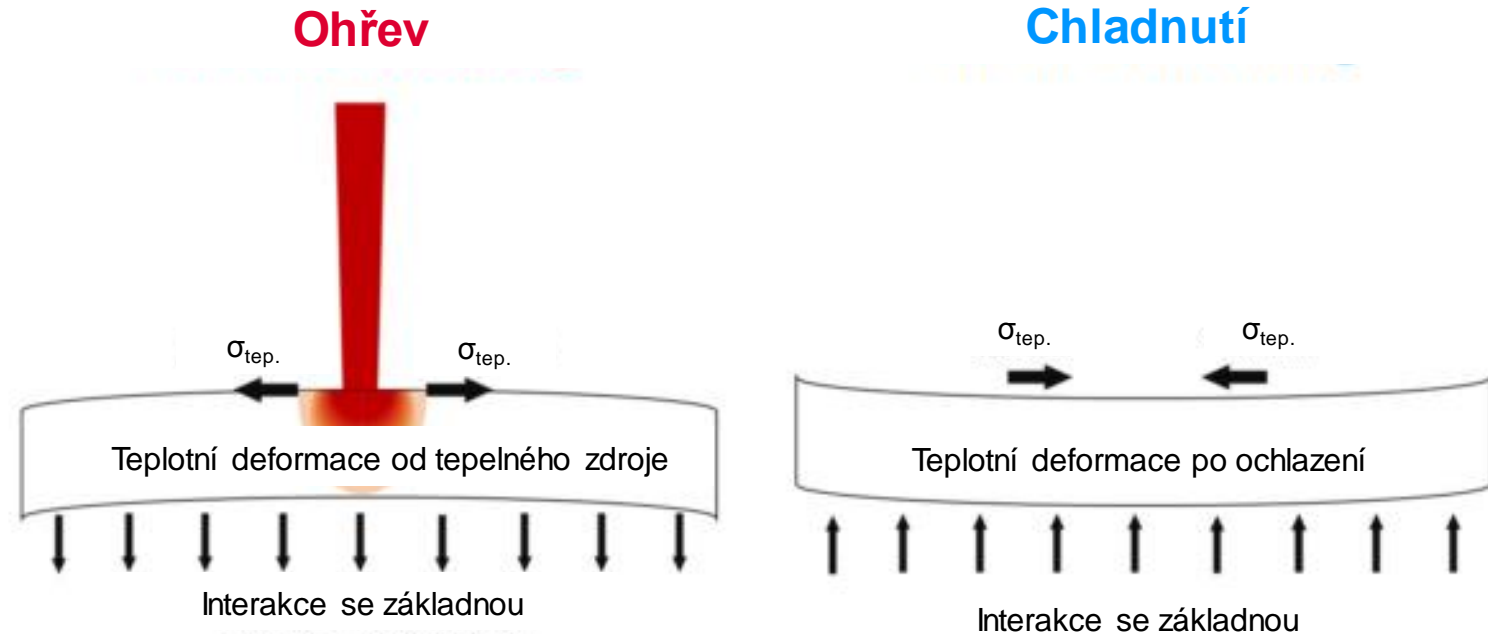 Ohřev
Chladnutí
σtep.
σtep.
σtep.
σtep.
Teplotní deformace od tepelného zdroje
Teplotní deformace po ochlazení
Interakce se základnou
Interakce se základnou